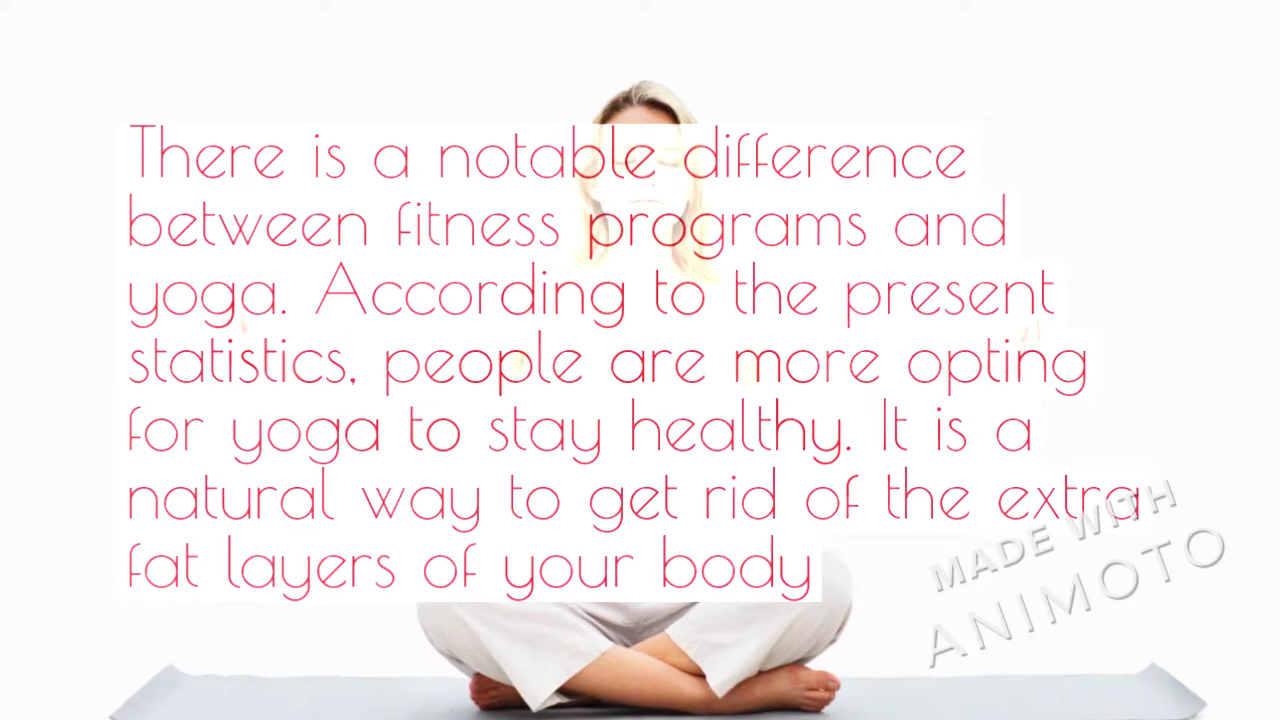 There is a notable difference
between fitness programs and
yoga. According to the present
statistics, people are more opting
for yoga to stay healthy. It is a
natural way to get rid of the extra
fat layers of your body
MADE WITH
ANIMOTO